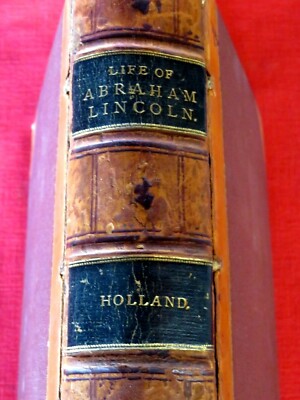 LIFE OF
ABRAHAM
LINCOLN.
HOLLAND.